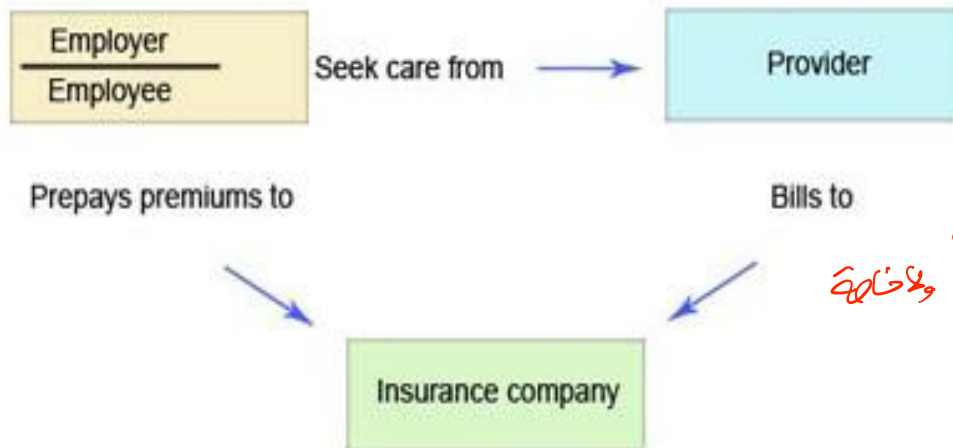 Employer
Employee
Seek care from
Provider
Prepays premiums to
Bills to
Insurance company